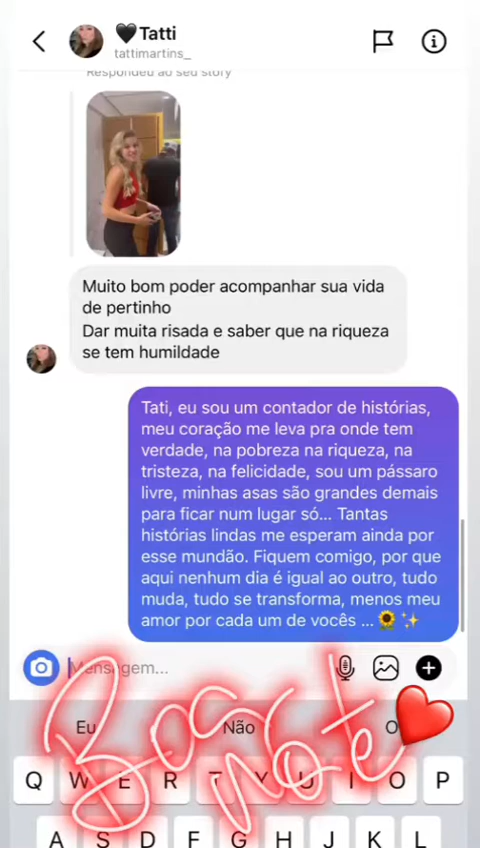 🖤Tatti
tattimartins_
Respondeu ao seu story
Muito bom poder acompanhar sua vida
de pertinho
Dar muita risada e saber que na riqueza
se tem humildade
Tati, eu sou um contador de histórias,
meu coração me leva pra onde tem
verdade, na pobreza na riqueza, na
tristeza, na felicidade, sou um pássaro
livre, minhas asas são grandes demais
para ficar num lugar só... Tantas
histórias lindas me esperam ainda por
esse mundão. Fiquem comigo, por que
aqui nenhum dia é igual ao outro, tudo
muda, tudo se transforma, menos meu
amor por cada um de vocês ... 🌻✨
Mensagem...
Boa noite
Eu Não O
Q W E R T Y U I O P
A S D F G H J K L